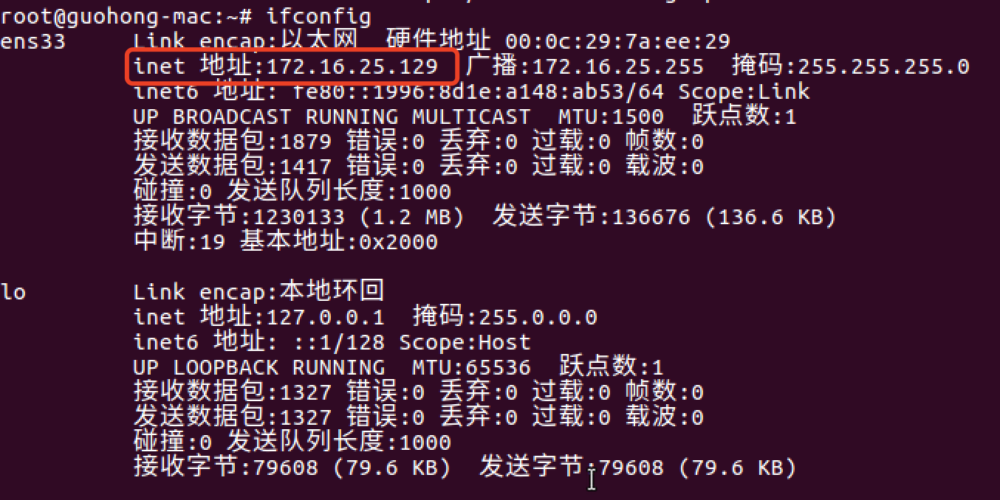 root@guohong-mac:~# ifconfig
ens33 Link encap:以太网 硬件地址 00:0c:29:7a:ee:29
inet 地址:172.16.25.129 广播:172.16.25.255 掩码:255.255.255.0
inet6 地址: fe80::1996:8d1e:a148:ab53/64 Scope:Link
UP BROADCAST RUNNING MULTICAST MTU:1500 跃点数:1
接收数据包:1879 错误:0 丢弃:0 过载:0 帧数:0
发送数据包:1417 错误:0 丢弃:0 过载:0 载波:0
碰撞:0 发送队列长度:1000
接收字节:1230133 (1.2 MB) 发送字节:136676 (136.6 KB)
中断:19 基本地址:0x2000
lo Link encap:本地环回
inet 地址:127.0.0.1 掩码:255.0.0.0
inet6 地址: ::1/128 Scope:Host
UP LOOPBACK RUNNING MTU:65536 跃点数:1
接收数据包:1327 错误:0 丢弃:0 过载:0 帧数:0
发送数据包:1327 错误:0 丢弃:0 过载:0 载波:0
碰撞:0 发送队列长度:1000
接收字节:79608 (79.6 KB) 发送字节:79608 (79.6 KB)